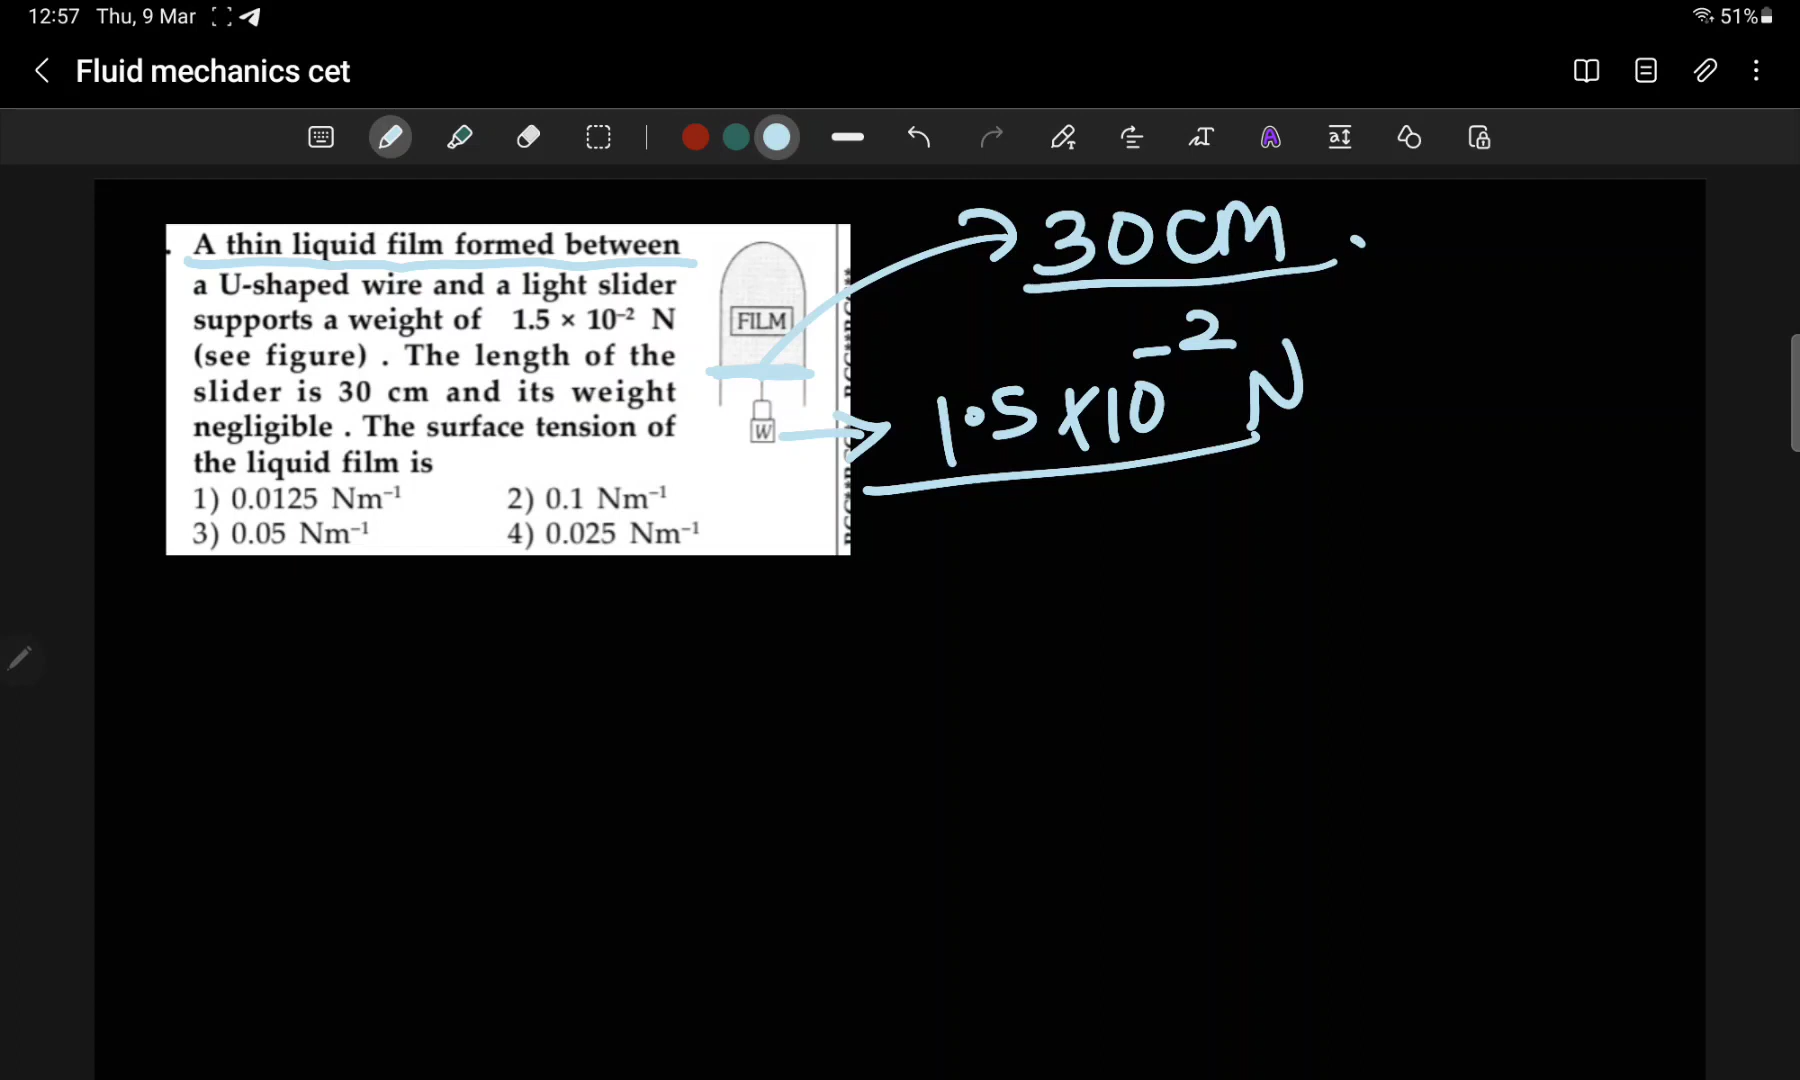 12:57 Thu, 9 Mar
51%
Fluid mechanics cet
. A thin liquid film formed between
a U-shaped wire and a light slider
supports a weight of 1.5 × 10⁻² N
(see figure) . The length of the
slider is 30 cm and its weight
negligible . The surface tension of
the liquid film is
1) 0.0125 Nm⁻¹ 2) 0.1 Nm⁻¹
3) 0.05 Nm⁻¹ 4) 0.025 Nm⁻¹
FILM
W
30CM.
1.5×10⁻² N